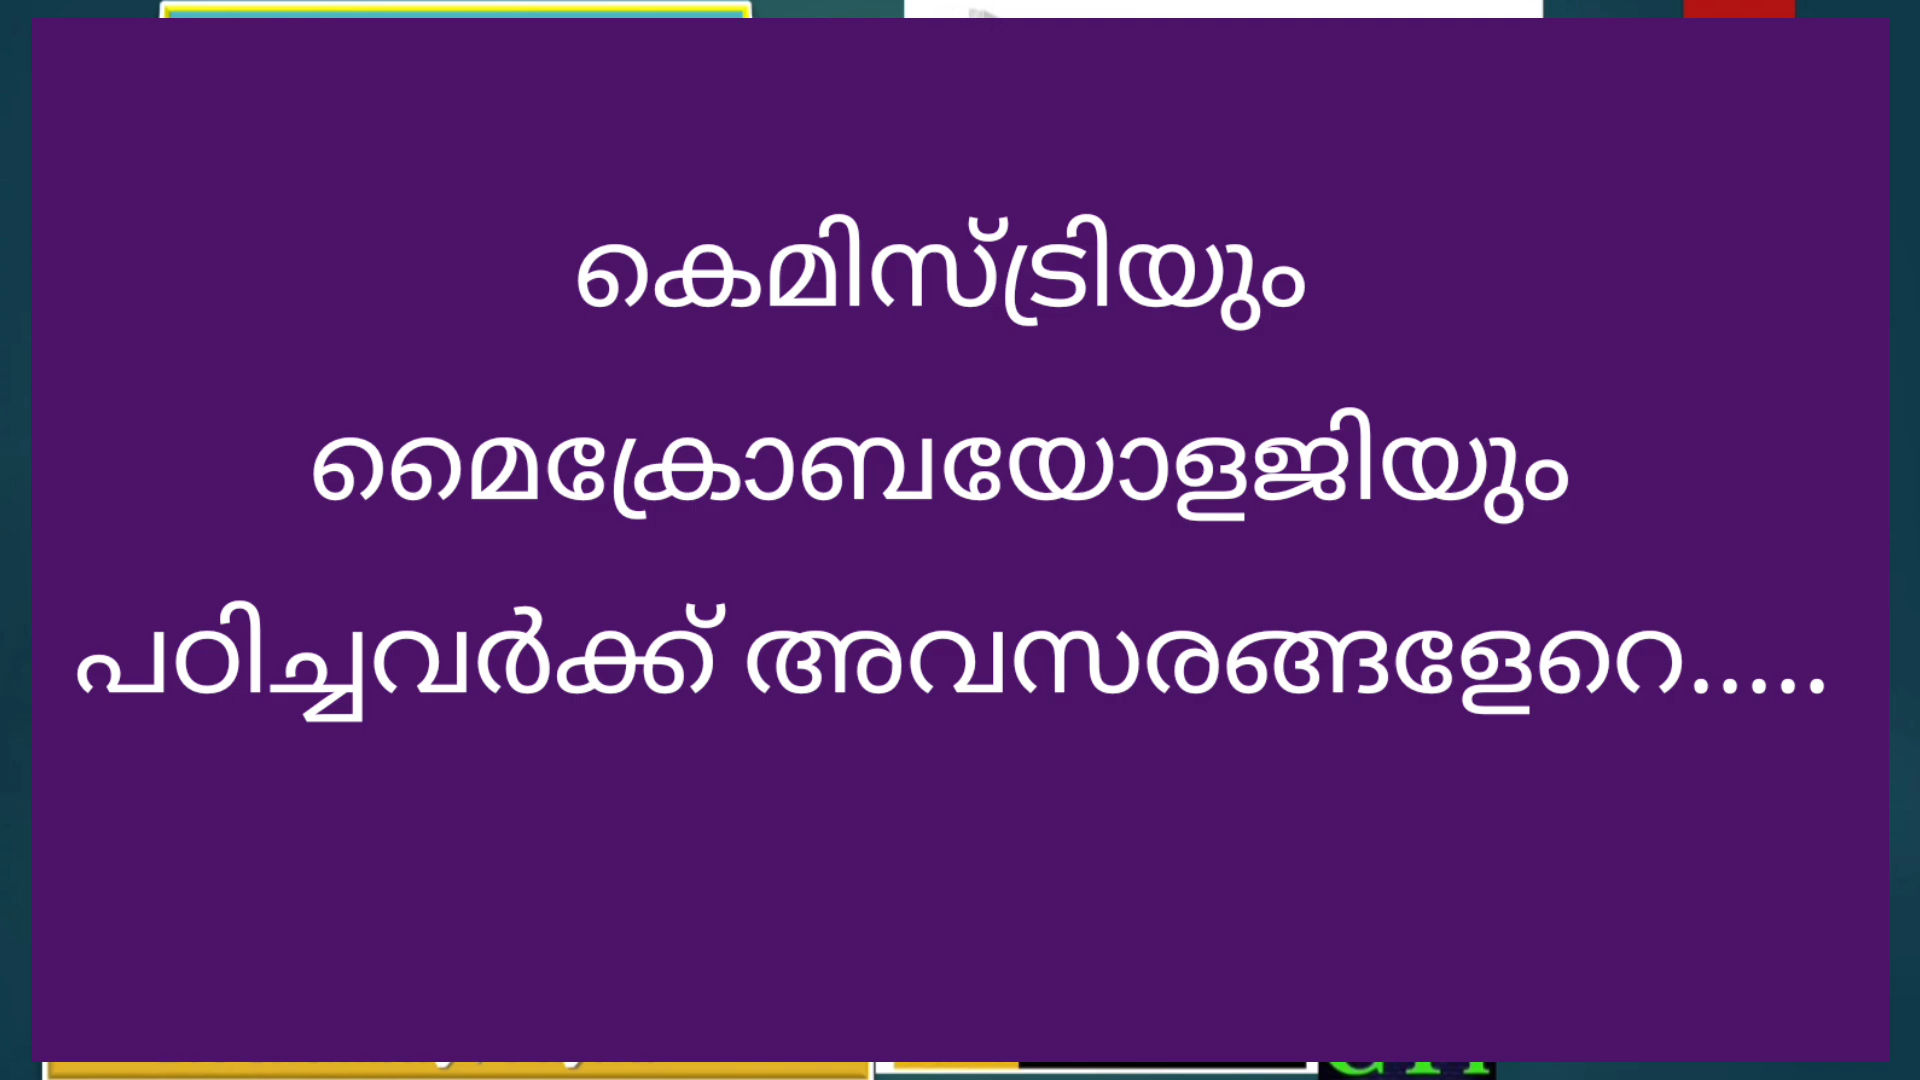 കെമിസ്ട്രിയും
മൈക്രോബയോളജിയും
പഠിച്ചവർക്ക് അവസരങ്ങളേറെ.....